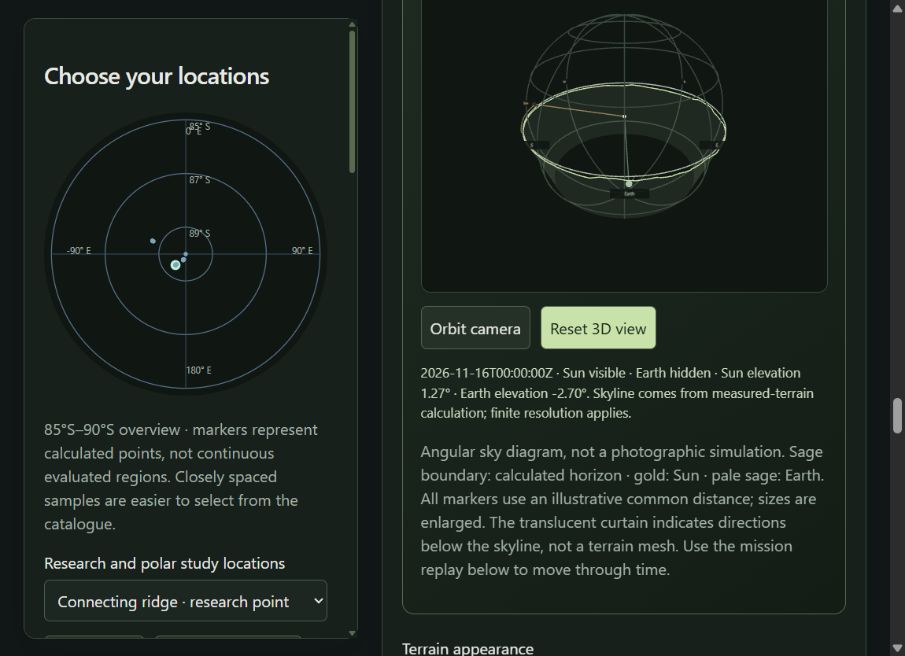 Choose your locations
85° S
0° E
87° S
89° S
-90° E
90° E
180° E
85°S–90°S overview · markers represent
calculated points, not continuous
evaluated regions. Closely spaced
samples are easier to select from the
catalogue.
Research and polar study locations
Connecting ridge · research point
S
E
Earth
Orbit camera
Reset 3D view
2026-11-16T00:00:00Z · Sun visible · Earth hidden · Sun elevation
1.27° · Earth elevation -2.70°. Skyline comes from measured-terrain
calculation; finite resolution applies.
Angular sky diagram, not a photographic simulation. Sage
boundary: calculated horizon · gold: Sun · pale sage: Earth.
All markers use an illustrative common distance; sizes are
enlarged. The translucent curtain indicates directions
below the skyline, not a terrain mesh. Use the mission
replay below to move through time.
Terrain appearance